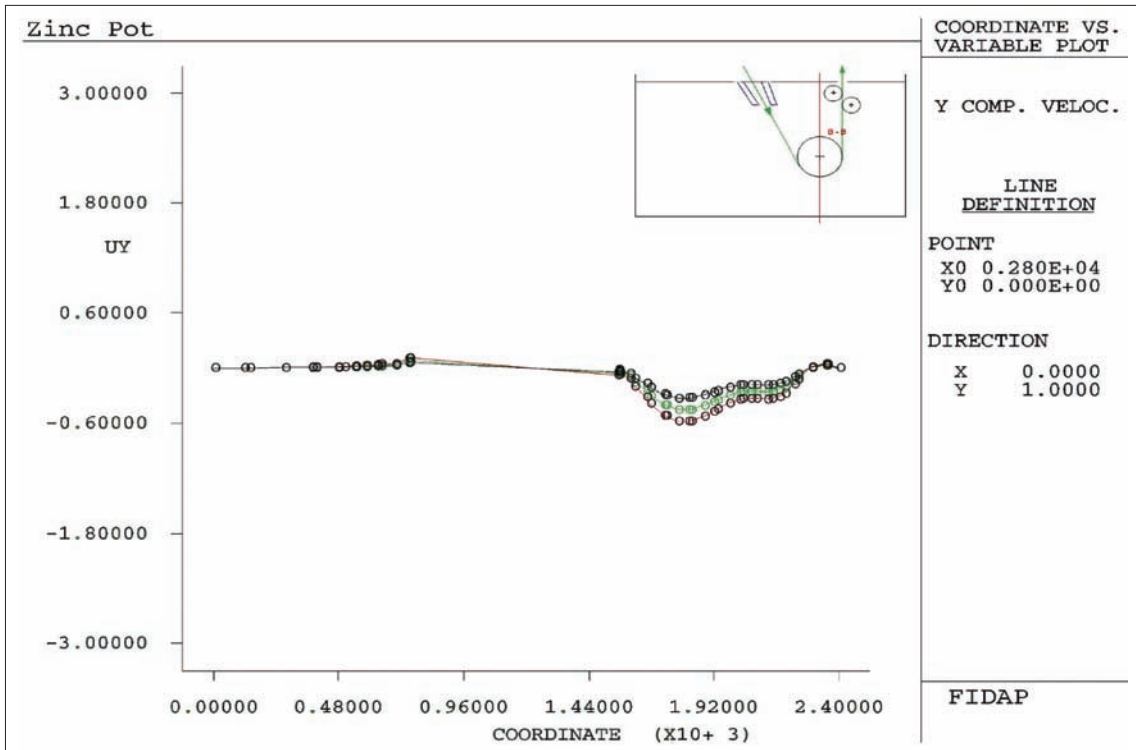 Zinc Pot
COORDINATE VS.
VARIABLE PLOT
Y COMP. VELOC.
LINE
DEFINITION
POINT
X0 0.280E+04
Y0 0.000E+00
DIRECTION
X 0.0000
Y 1.0000
FIDAP
3.00000
1.80000
UY
0.60000
-0.60000
-1.80000
-3.00000
B-B
0.00000 0.48000 0.96000 1.44000 1.92000 2.40000
COORDINATE (X10+ 3)